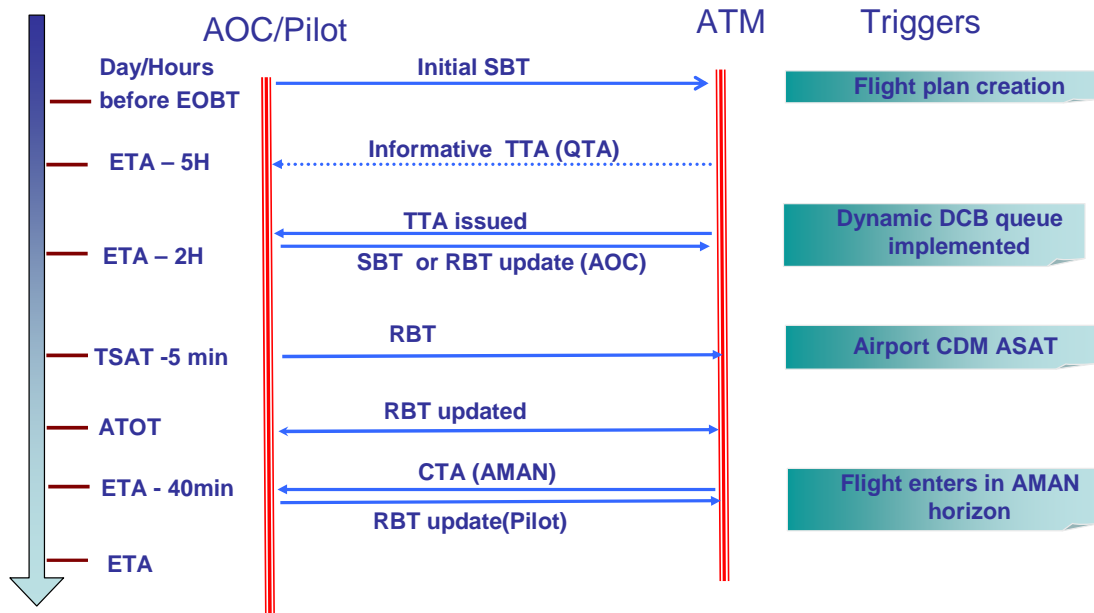 AOC/Pilot
ATM
Triggers
Day/Hours
before EOBT
Initial SBT
Flight plan creation
ETA – 5H
Informative TTA (QTA)
TTA issued
Dynamic DCB queue
implemented
ETA – 2H
SBT or RBT update (AOC)
TSAT -5 min
RBT
Airport CDM ASAT
ATOT
RBT updated
ETA - 40min
CTA (AMAN)
RBT update(Pilot)
Flight enters in AMAN
horizon
ETA